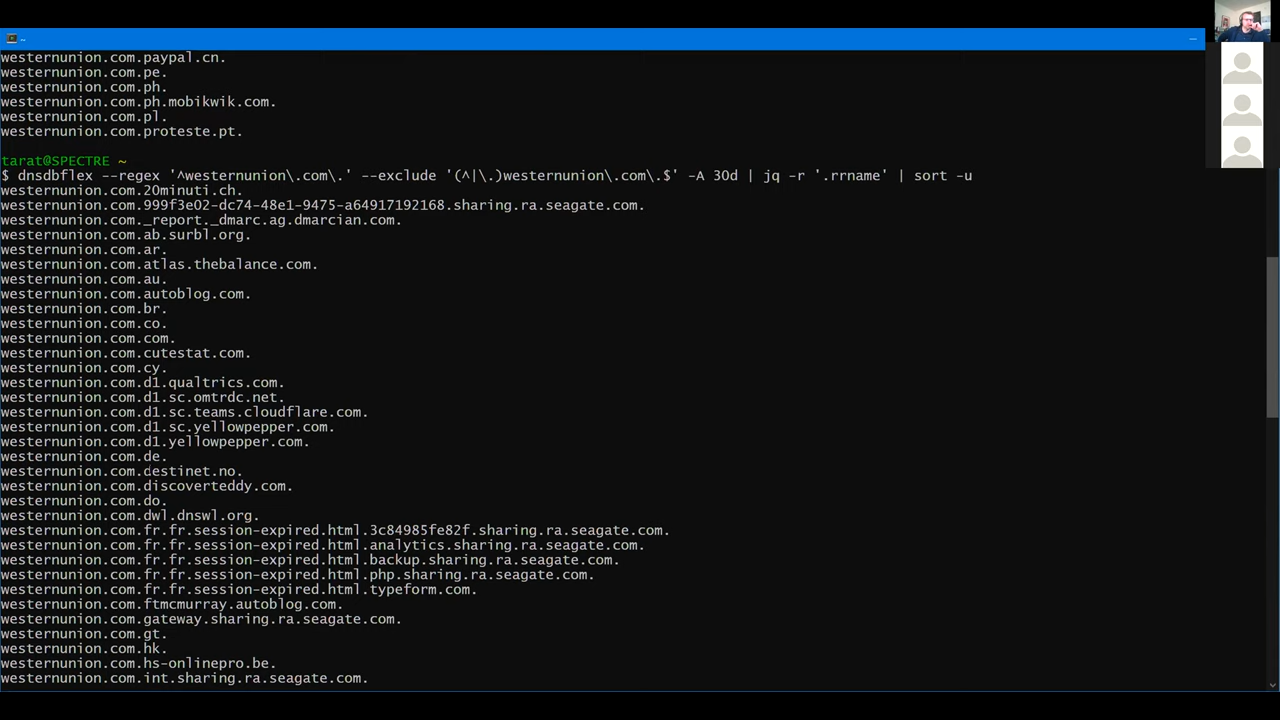 ~
westernunion.com.paypal.cn.
westernunion.com.pe.
westernunion.com.ph.
westernunion.com.ph.mobikwik.com.
westernunion.com.pl.
westernunion.com.proteste.pt.
tarat@SPECTRE ~
$ dnsdbflex --regex '^westernunion\.com\.' --exclude '(^|\.)westernunion\.com\.$' -A 30d | jq -r '.rrname' | sort -u
westernunion.com.20minuti.ch.
westernunion.com.999f3e02-dc74-48e1-9475-a64917192168.sharing.ra.seagate.com.
westernunion.com._report._dmarc.ag.dmarcian.com.
westernunion.com.ab.surbl.org.
westernunion.com.ar.
westernunion.com.atlas.thebalance.com.
westernunion.com.au.
westernunion.com.autoblog.com.
westernunion.com.br.
westernunion.com.co.
westernunion.com.com.
westernunion.com.cutestat.com.
westernunion.com.cy.
westernunion.com.d1.qualtrics.com.
westernunion.com.d1.sc.omtrdc.net.
westernunion.com.d1.sc.teams.cloudflare.com.
westernunion.com.d1.sc.yellowpepper.com.
westernunion.com.d1.yellowpepper.com.
westernunion.com.de.
westernunion.com.destinet.no.
westernunion.com.discoverteddy.com.
westernunion.com.do.
westernunion.com.dwl.dnswl.org.
westernunion.com.fr.fr.session-expired.html.3c84985fe82f.sharing.ra.seagate.com.
westernunion.com.fr.fr.session-expired.html.analytics.sharing.ra.seagate.com.
westernunion.com.fr.fr.session-expired.html.backup.sharing.ra.seagate.com.
westernunion.com.fr.fr.session-expired.html.php.sharing.ra.seagate.com.
westernunion.com.fr.fr.session-expired.html.typeform.com.
westernunion.com.ftmcmurray.autoblog.com.
westernunion.com.gateway.sharing.ra.seagate.com.
westernunion.com.gt.
westernunion.com.hk.
westernunion.com.hs-onlinepro.be.
westernunion.com.int.sharing.ra.seagate.com.